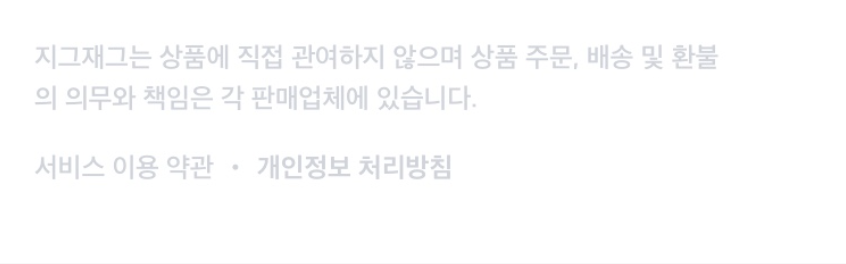 지그재그는 상품에 직접 관여하지 않으며 상품 주문, 배송 및 환불
의 의무와 책임은 각 판매업체에 있습니다.
서비스 이용 약관 • 개인정보 처리방침